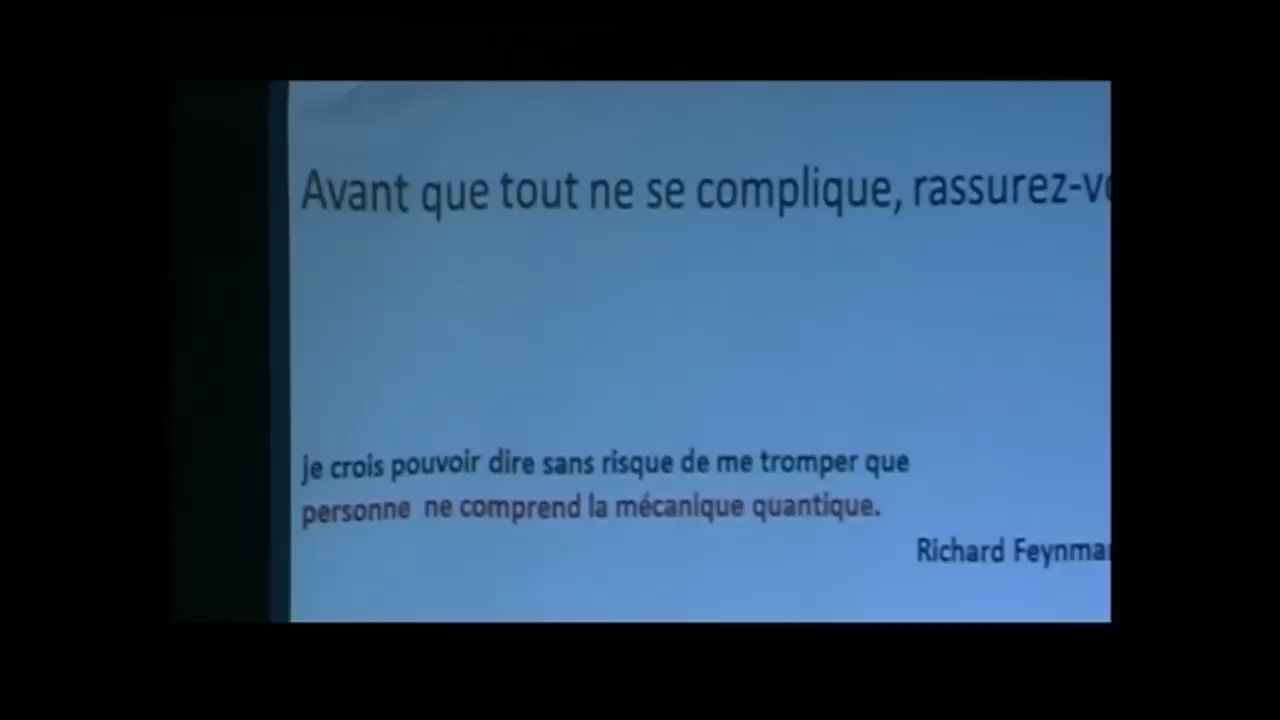 Avant que tout ne se complique, rassurez-
je crois pouvoir dire sans risque de me tromper que
personne ne comprend la mécanique quantique.
Richard